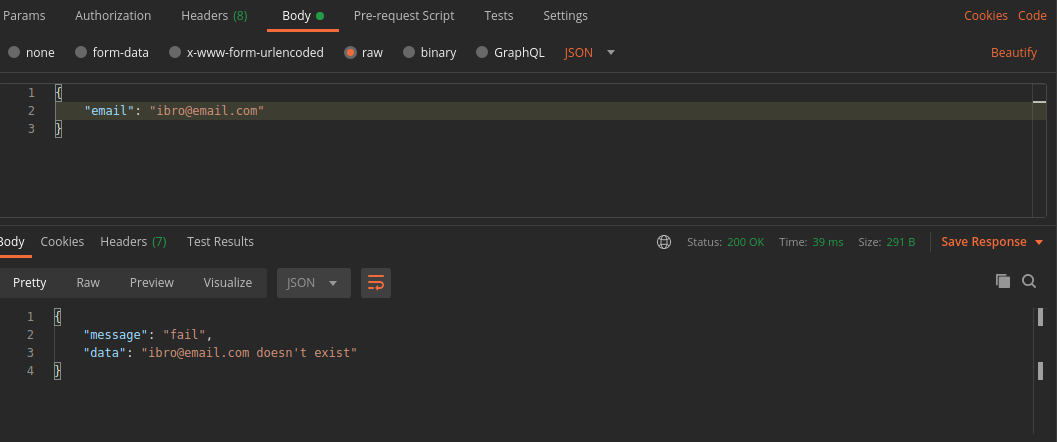 Params Authorization Headers (8) Body Pre-request Script Tests Settings Cookies Code
none form-data x-www-form-urlencoded raw binary GraphQL JSON Beautify
1 {
2 "email": "ibro@email.com"
3 }
Body Cookies Headers (7) Test Results Status: 200 OK Time: 39 ms Size: 291 B Save Response
Pretty Raw Preview Visualize JSON
1 {
2 "message": "fail",
3 "data": "ibro@email.com doesn't exist"
4 }